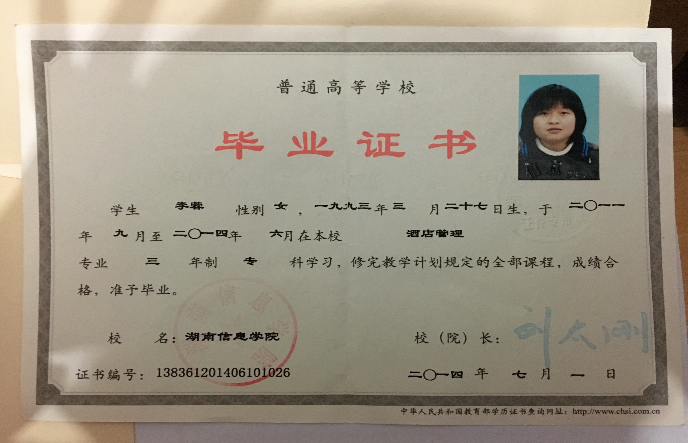 普通高等学校
毕业证书
学生 李蓉 性别 女，一九九三年三月二十七日生，于二〇一一
年九月至二〇一四年六月在本校 酒店管理
专业 三 年制 专 科学习，修完教学计划规定的全部课程，成绩合
格，准予毕业。
校 名：湖南信息学院 校（院）长：刘太刚
证书编号：138361201406101026 二〇一四年七月一日
中华人民共和国教育部学历证书查询网址：http://www.chsi.com.cn